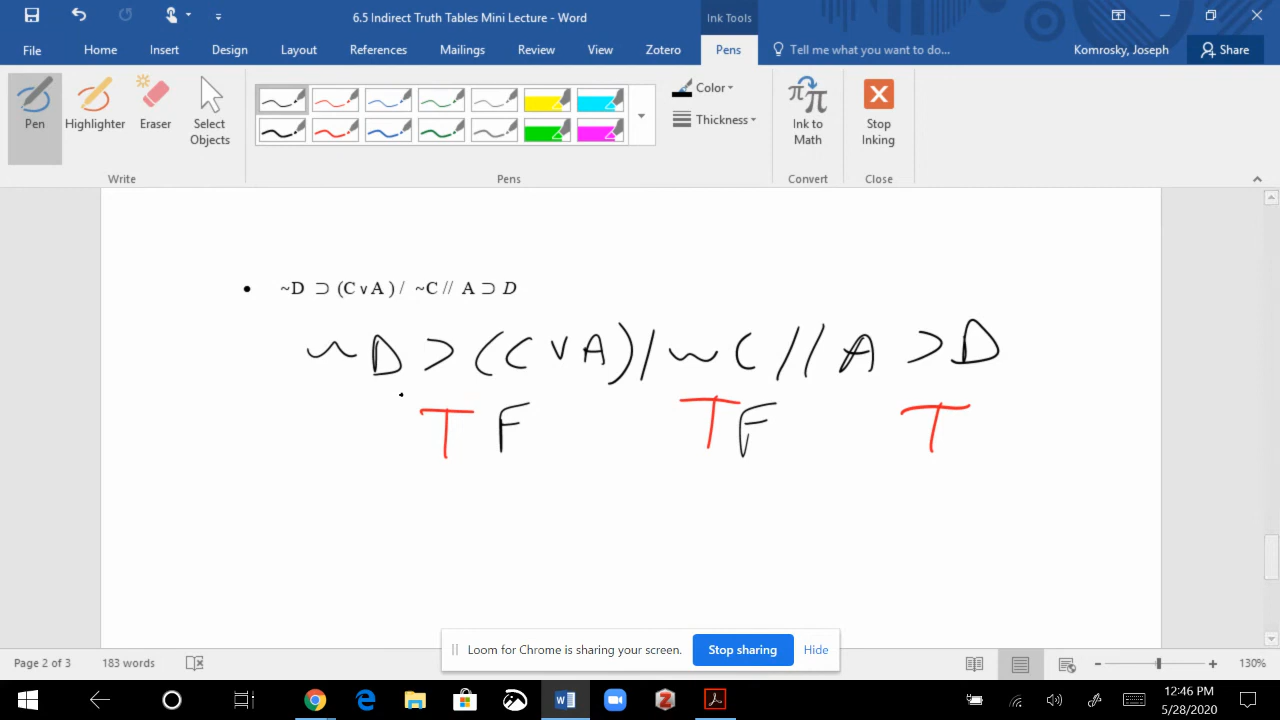 6.5 Indirect Truth Tables Mini Lecture - Word
Ink Tools
File Home Insert Design Layout References Mailings Review View Zotero Pens Tell me what you want to do... Komrosky, Joseph Share
Pen Highlighter Eraser Select Objects
Color
Thickness
Ink to Math
Stop Inking
Write Pens Convert Close
• ~D ⊃ (C v A ) / ~C // A ⊃ D
~ D > (C V A) / ~ C // A > D
T F T F T
Loom for Chrome is sharing your screen. Stop sharing Hide
Page 2 of 3 183 words 130%
12:46 PM
5/28/2020